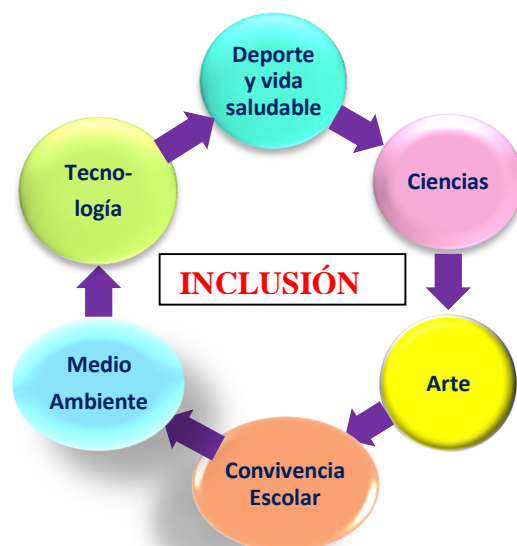 Deporte
y vida
saludable
Ciencias
Arte
Convivencia
Escolar
Medio
Ambiente
Tecno-
logía
INCLUSIÓN